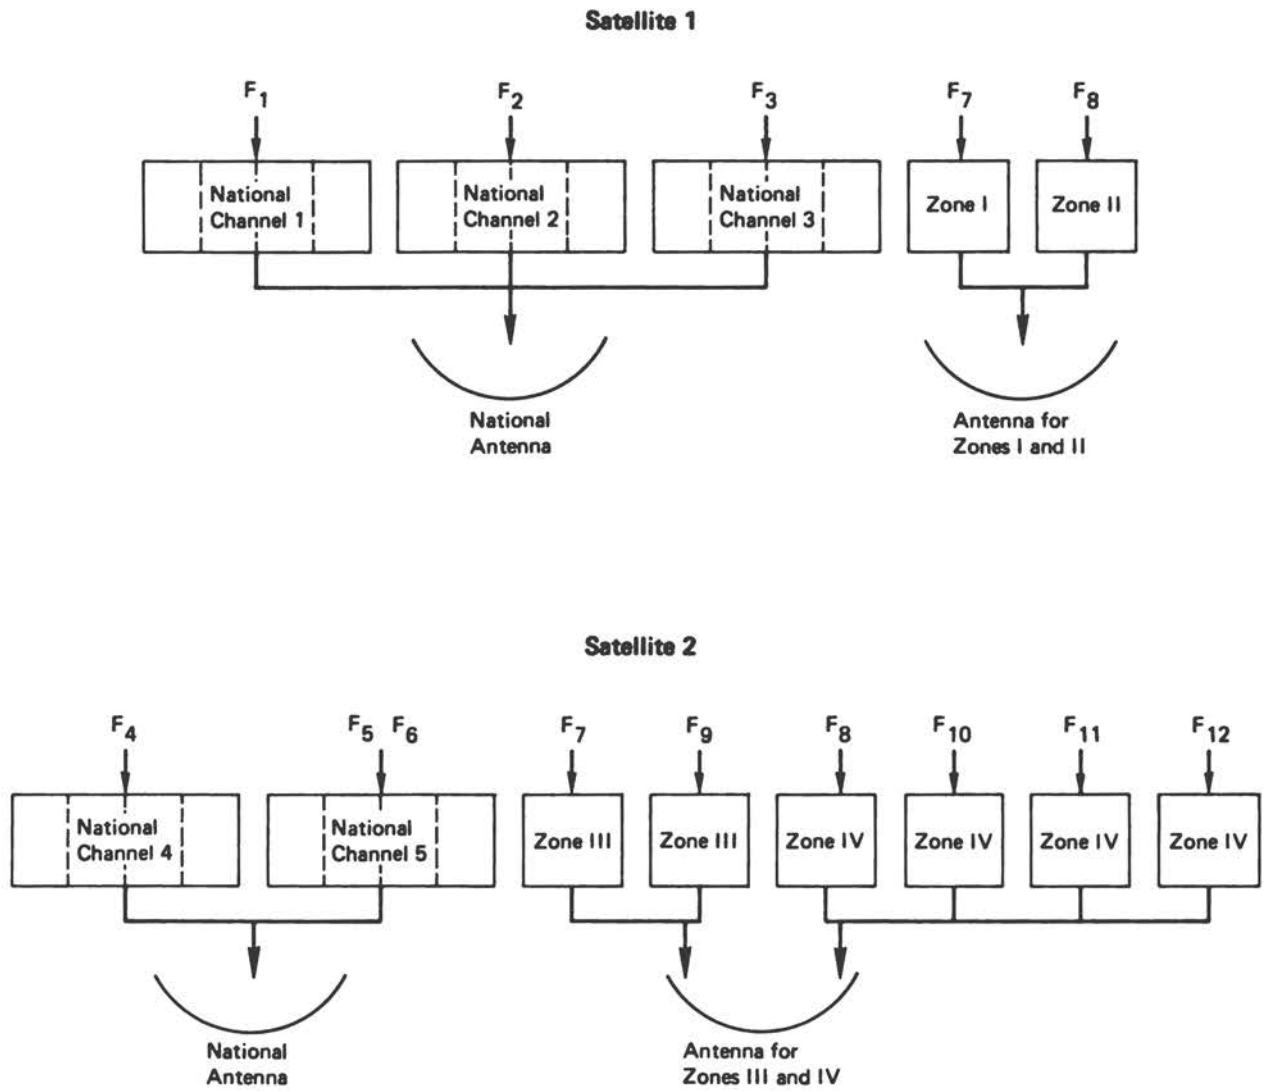 Satellite 1
F1 F2 F3 F7 F8
National
Channel 1
National
Channel 2
National
Channel 3
Zone I
Zone II
National
Antenna
Antenna for
Zones I and II
Satellite 2
F4 F5 F6 F7 F9 F8 F10 F11 F12
National
Channel 4
National
Channel 5
Zone III
Zone III
Zone IV
Zone IV
Zone IV
Zone IV
National
Antenna
Antenna for
Zones III and IV